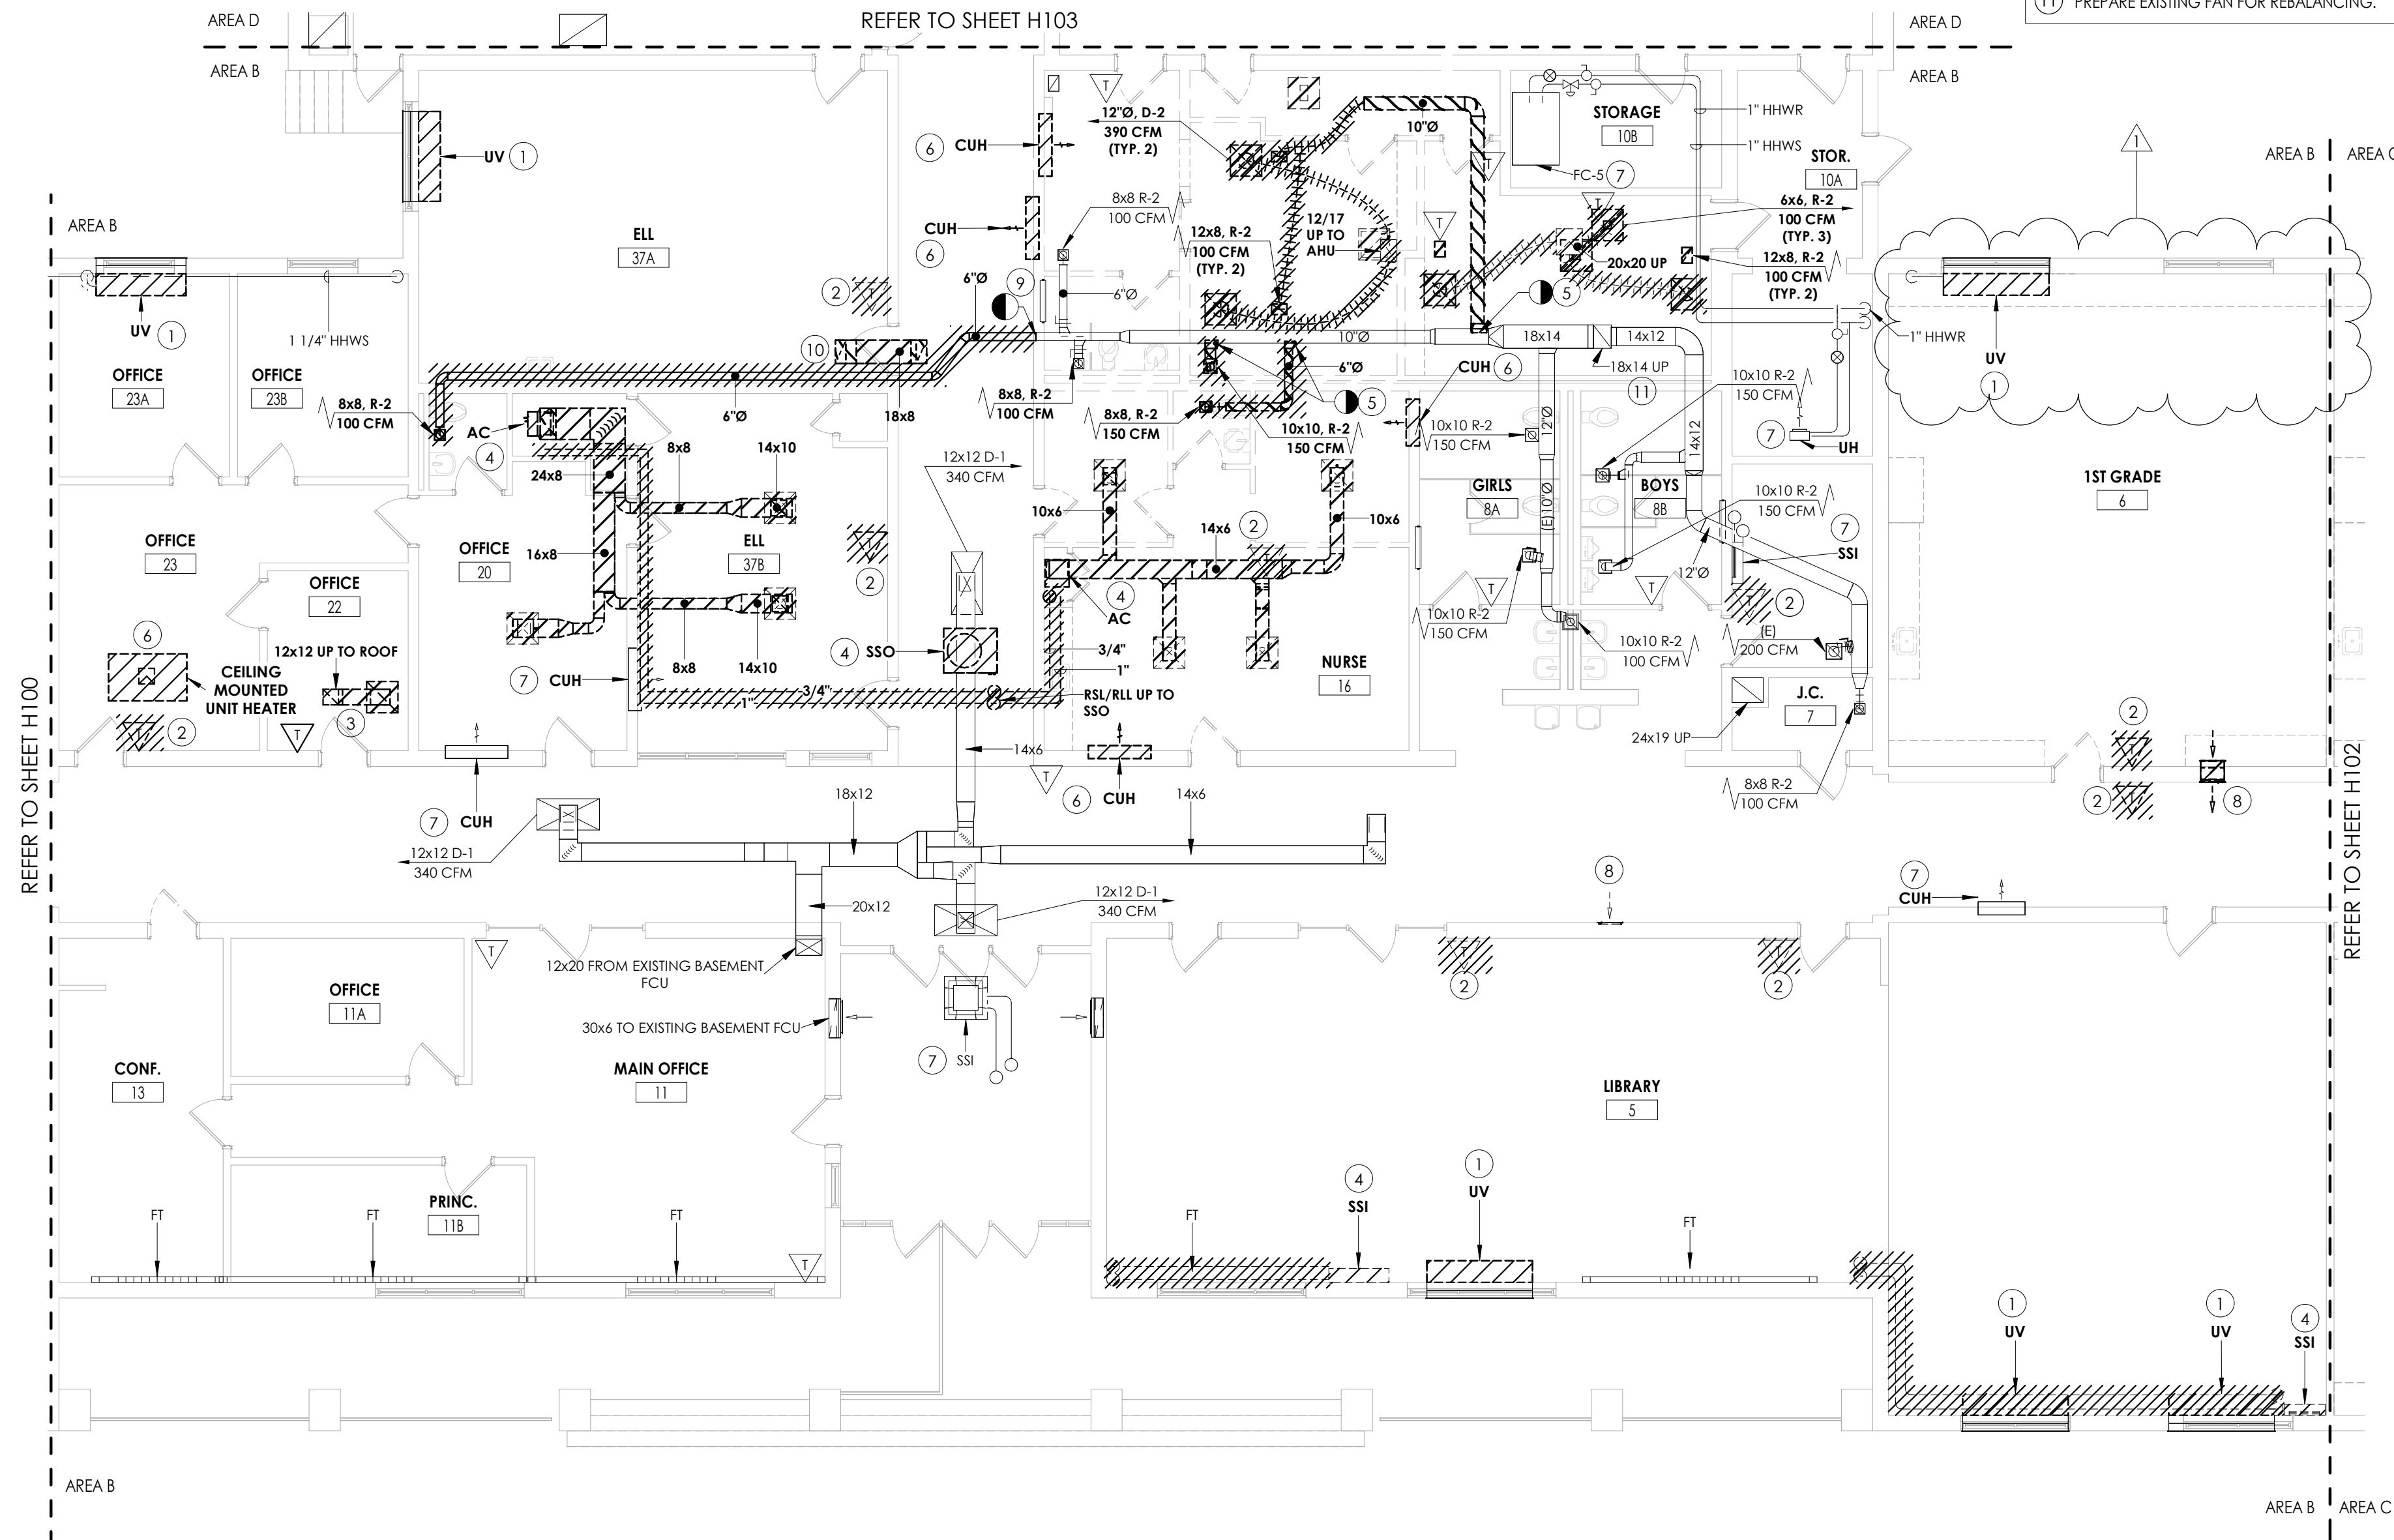 11 PREPARE EXISTING FAN FOR REBALANCING.
AREA D
REFER TO SHEET H103
AREA D
AREA B
AREA B
12"Ø, D-2
390 CFM
(TYP. 2)
10"Ø
STORAGE
10B
1" HHWR
1" HHWS
STOR.
10A
1
AREA B
AREA C
UV 1
6 CUH
FC-5 7
T
T
T
T
8x8 R-2
100 CFM
6x6, R-2
100 CFM
(TYP. 3)
AREA B
ELL
37A
CUH
6
12/17
UP TO
AHU
12x8, R-2
100 CFM
(TYP. 2)
20x20 UP
12x8, R-2
100 CFM
(TYP. 2)
2
T
6"Ø
9
6"Ø
5
UV 1
1 1/4" HHWS
10
10"Ø
18x14
14x12
1" HHWR
UV
1
OFFICE
23A
OFFICE
23B
6"Ø
CUH 6
18x14 UP
11
10x10 R-2
150 CFM
8x8, R-2
100 CFM
6"Ø
18x8
8x8, R-2
100 CFM
8x8, R-2
150 CFM
5
10x10, R-2
150 CFM
10x10 R-2
150 CFM
12"Ø
14x12
7
UH
AC
4
24x8
8x8
14x10
12x12 D-1
340 CFM
1ST GRADE
6
GIRLS
8A
BOYS
8B
10x10 R-2
150 CFM
(E)10"Ø
10x6
14x6
2
10x6
7
SSI
OFFICE
23
OFFICE
20
16x8
ELL
37B
T
2
T
12"Ø
OFFICE
22
4
AC
T
T
T
2
10x10 R-2
150 CFM
(E)
200 CFM
10x10 R-2
100 CFM
6
12x12 UP TO ROOF
CEILING
MOUNTED
UNIT HEATER
8x8
14x10
4 SSO
3/4"
1"
NURSE
16
7 CUH
3/4"
1"
RSL/RLL UP TO
SSO
J.C.
7
T
2
T
3
24x19 UP
2
T
14x6
T
6
CUH
8x8 R-2
100 CFM
2
T
8
REFER TO SHEET H100
REFER TO SHEET H102
7 CUH
18x12
14x6
12x12 D-1
340 CFM
8
7
CUH
20x12
12x12 D-1
340 CFM
T
12x20 FROM EXISTING BASEMENT
FCU
T
2
T
2
OFFICE
11A
30x6 TO EXISTING BASEMENT FCU
7 SSI
CONF.
13
MAIN OFFICE
11
LIBRARY
5
PRINC.
11B
FT
FT
FT
T
FT
4
SSI
1
UV
FT
1
UV
1
UV
4
SSI
AREA B
AREA B
AREA C